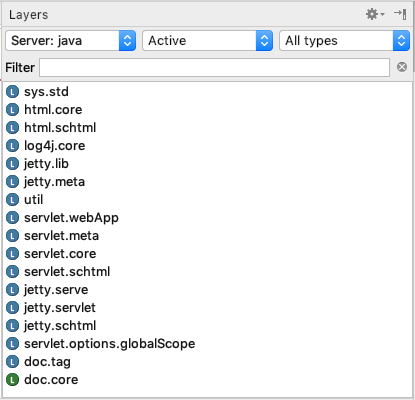 Layers
Server: java Active All types
Filter
L sys.std
L html.core
L html.schtml
L log4j.core
L jetty.lib
L jetty.meta
L util
L servlet.webApp
L servlet.meta
L servlet.core
L servlet.schtml
L jetty.serve
L jetty.servlet
L jetty.schtml
L servlet.options.globalScope
L doc.tag
L doc.core